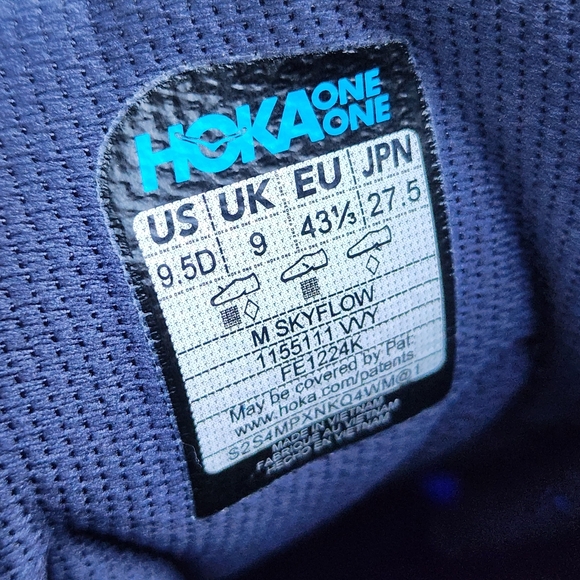 HOKA ONE ONE
US UK EU JPN
9.5D 9 43⅓ 27.5
M SKYFLOW
1155111 VVY
FE1224K
May be covered by Pat:
www.hoka.com/patents
S2S4MPXNKQ4WM@1
MADE IN VIETNAM
FABRIQUÉ EN VIETNAM
HECHO EN VIETNAM